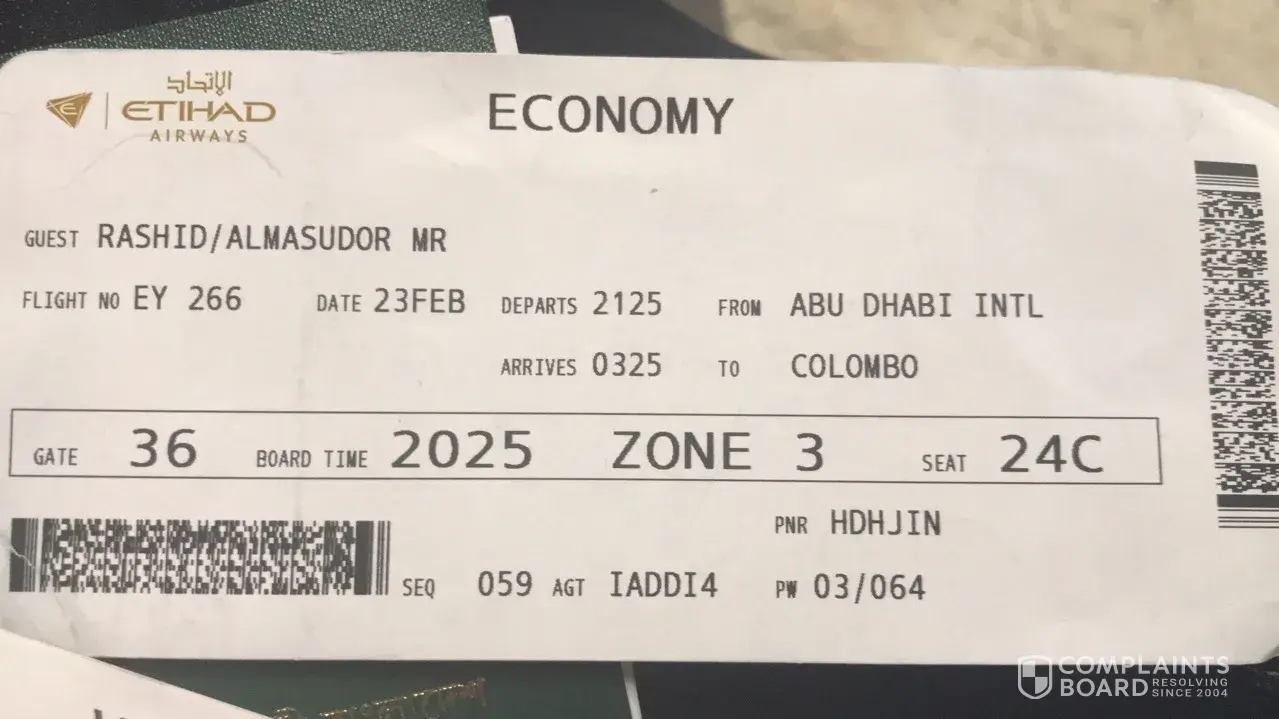 الإتحاد
ETIHAD
AIRWAYS
ECONOMY
GUEST RASHID/ALMASUDOR MR
FLIGHT NO EY 266 DATE 23FEB DEPARTS 2125 FROM ABU DHABI INTL
ARRIVES 0325 TO COLOMBO
GATE 36 BOARD TIME 2025 ZONE 3 SEAT 24C
PNR HDHJIN
SEQ 059 AGT IADDI4 PW 03/064
COMPLAINTS
BOARD RESOLVING
SINCE 2004